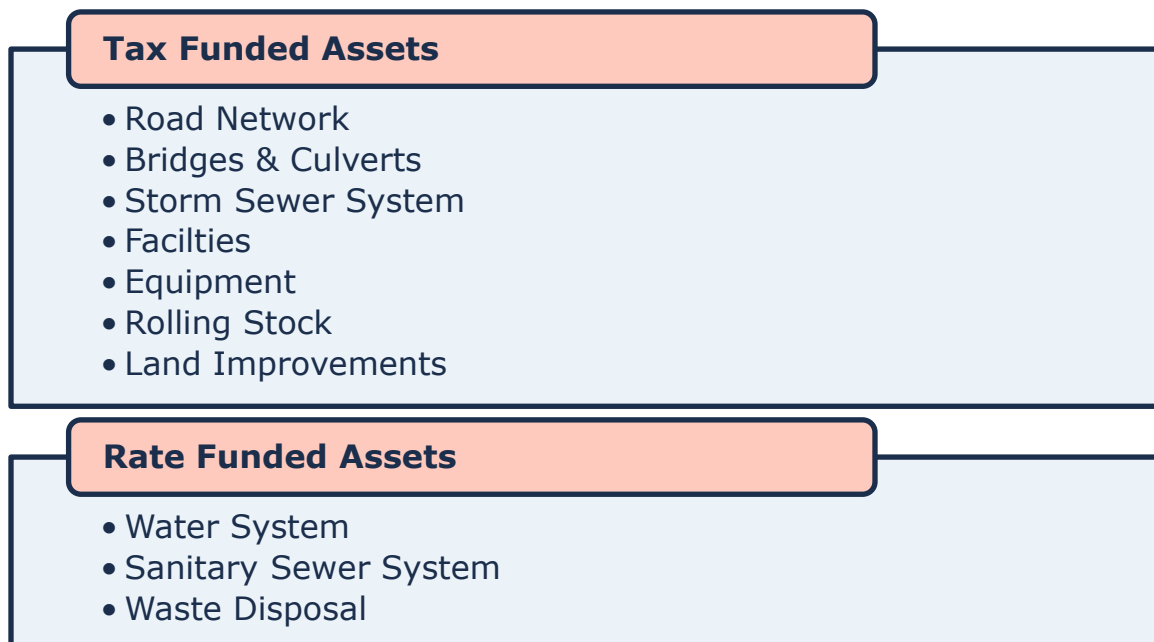 Tax Funded Assets
• Road Network
• Bridges & Culverts
• Storm Sewer System
• Facilties
• Equipment
• Rolling Stock
• Land Improvements
Rate Funded Assets
• Water System
• Sanitary Sewer System
• Waste Disposal